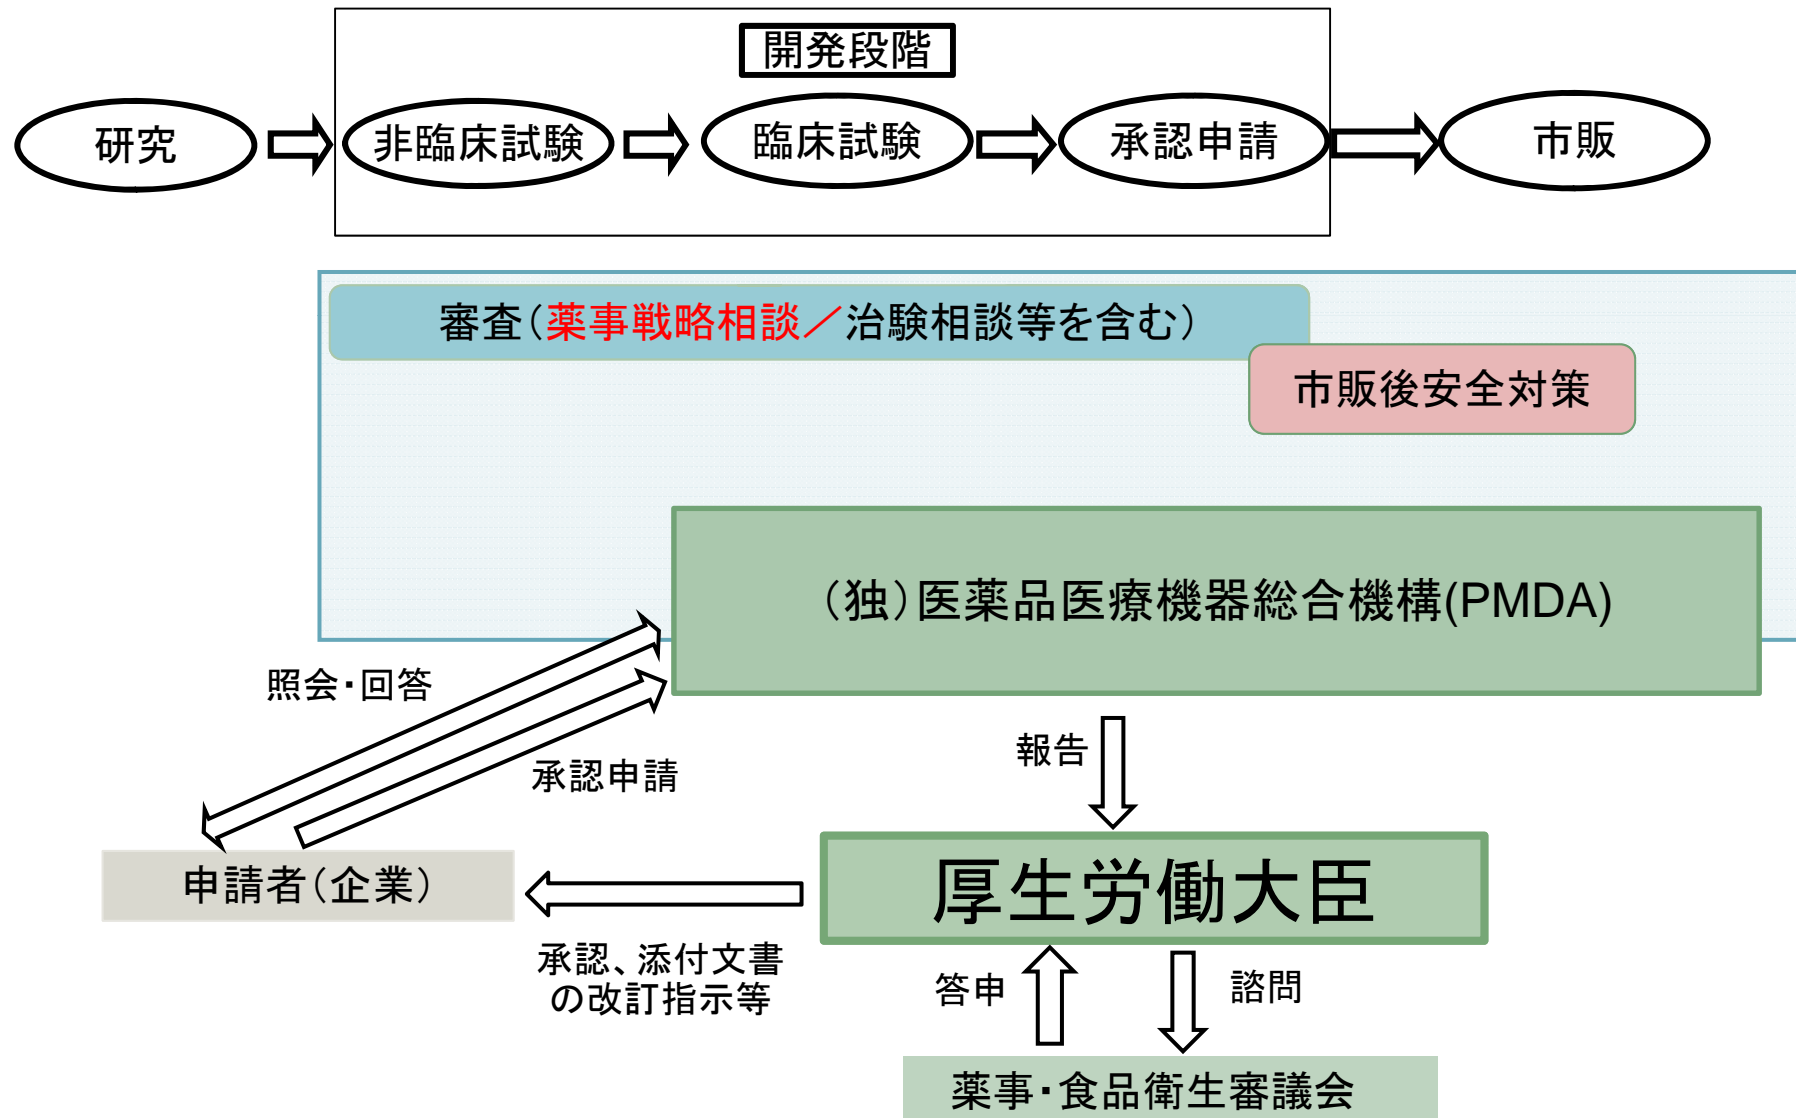 開発段階
研究
非臨床試験
臨床試験
承認申請
市販
審査（薬事戦略相談／治験相談等を含む）
市販後安全対策
（独）医薬品医療機器総合機構(PMDA)
照会・回答
承認申請
報告
申請者（企業）
厚生労働大臣
承認、添付文書
の改訂指示等
答申
諮問
薬事・食品衛生審議会